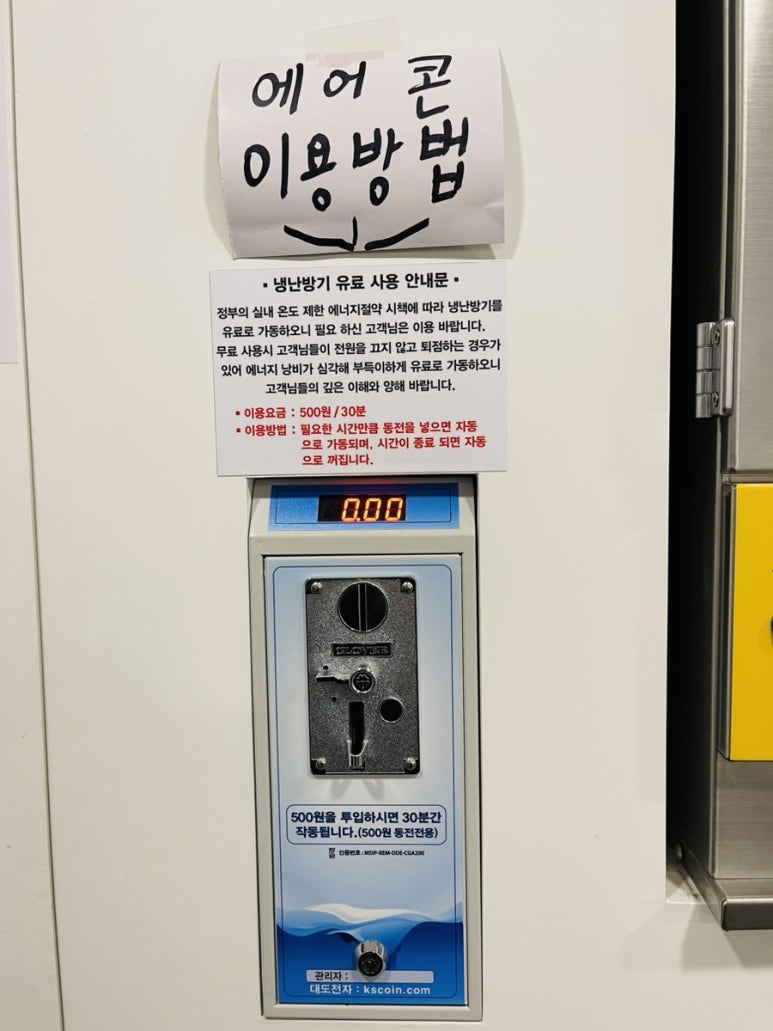 에어콘
이용방법
▪ 냉난방기 유료 사용 안내문 ▪
정부의 실내 온도 제한 에너지절약 시책에 따라 냉난방기를
유료로 가동하오니 필요 하신 고객님은 이용 바랍니다.
무료 사용시 고객님들이 전원을 끄지 않고 퇴점하는 경우가
있어 에너지 낭비가 심각해 부득이하게 유료로 가동하오니
고객님들의 깊은 이해와 양해 바랍니다.
▪ 이용요금 : 500원 / 30분
▪ 이용방법 : 필요한 시간만큼 동전을 넣으면 자동
으로 가동되며, 시간이 종료 되면 자동
으로 꺼집니다.
0.00
CLOVER
500원을 투입하시면 30분간
작동됩니다.(500원 동전전용)
인증번호 : MSIP-REM-DDE-CGA200
관리자 :
대도전자 : kscoin.com